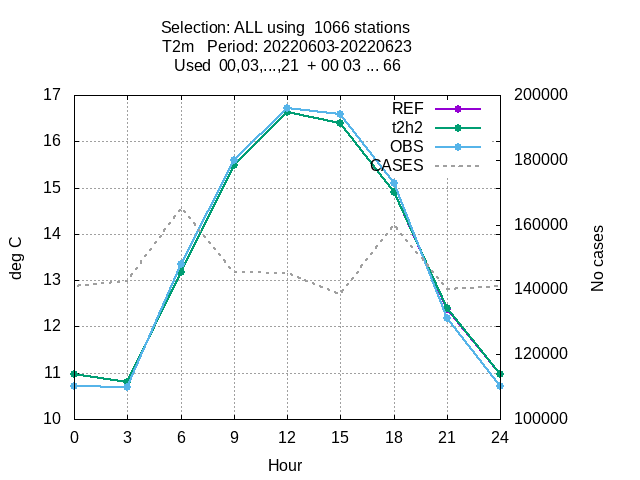 Selection: ALL using  1066 stations
T2m   Period: 20220603-20220623
Used  00,03,...,21  + 00 03 ... 66
17
16
15
14
13
12
11
10
200000
180000
160000
140000
120000
100000
REF
t2h2
OBS
CASES
deg C
No cases
0 3 6 9 12 15 18 21 24
Hour